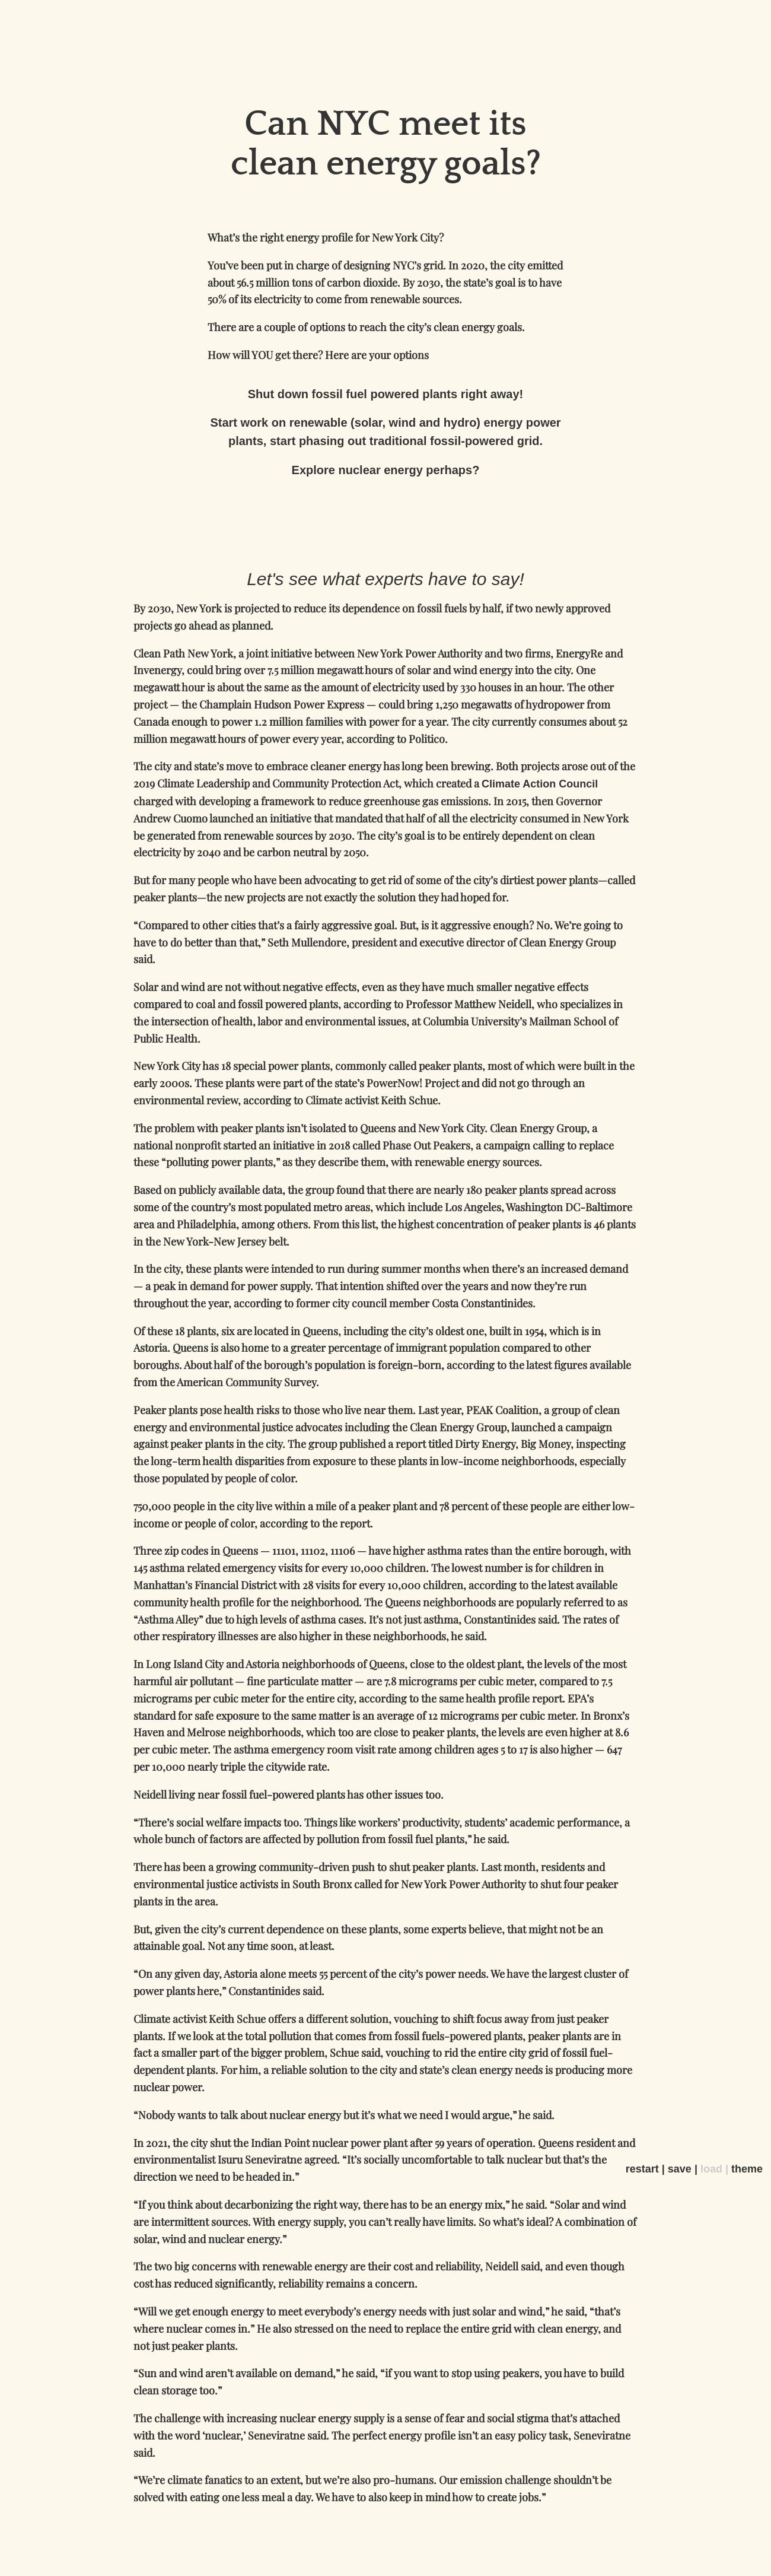 Can NYC meet its
clean energy goals?
What's the right energy profile for New York City?
You've been put in charge of designing NYC's grid. In 2020, the city emitted
about 56.5 million tons of carbon dioxide. By 2030, the state's goal is to have
50% of its electricity to come from renewable sources.
There are a couple of options to reach the city's clean energy goals.
How will YOU get there? Here are your options
Shut down fossil fuel powered plants right away!
Start work on renewable (solar, wind and hydro) energy power
plants, start phasing out traditional fossil-powered grid.
Explore nuclear energy perhaps?
Let's see what experts have to say!
By 2030, New York is projected to reduce its dependence on fossil fuels by half, if two newly approved
projects go ahead as planned.
Clean Path New York, a joint initiative between New York Power Authority and two firms, EnergyRe and
Invenergy, could bring over 7.5 million megawatt hours of solar and wind energy into the city. One
megawatt hour is about the same as the amount of electricity used by 330 houses in an hour. The other
project — the Champlain Hudson Power Express — could bring 1,250 megawatts of hydropower from
Canada enough to power 1.2 million families with power for a year. The city currently consumes about 52
million megawatt hours of power every year, according to Politico.
The city and state's move to embrace cleaner energy has long been brewing. Both projects arose out of the
2019 Climate Leadership and Community Protection Act, which created a Climate Action Council
charged with developing a framework to reduce greenhouse gas emissions. In 2015, then Governor
Andrew Cuomo launched an initiative that mandated that half of all the electricity consumed in New York
be generated from renewable sources by 2030. The city's goal is to be entirely dependent on clean
electricity by 2040 and be carbon neutral by 2050.
But for many people who have been advocating to get rid of some of the city's dirtiest power plants—called
peaker plants—the new projects are not exactly the solution they had hoped for.
“Compared to other cities that's a fairly aggressive goal. But, is it aggressive enough? No. We're going to
have to do better than that,” Seth Mullendore, president and executive director of Clean Energy Group
said.
Solar and wind are not without negative effects, even as they have much smaller negative effects
compared to coal and fossil powered plants, according to Professor Matthew Neidell, who specializes in
the intersection of health, labor and environmental issues, at Columbia University's Mailman School of
Public Health.
New York City has 18 special power plants, commonly called peaker plants, most of which were built in the
early 2000s. These plants were part of the state's PowerNow! Project and did not go through an
environmental review, according to Climate activist Keith Schue.
The problem with peaker plants isn't isolated to Queens and New York City. Clean Energy Group, a
national nonprofit started an initiative in 2018 called Phase Out Peakers, a campaign calling to replace
these “polluting power plants,” as they describe them, with renewable energy sources.
Based on publicly available data, the group found that there are nearly 180 peaker plants spread across
some of the country's most populated metro areas, which include Los Angeles, Washington DC-Baltimore
area and Philadelphia, among others. From this list, the highest concentration of peaker plants is 46 plants
in the New York-New Jersey belt.
In the city, these plants were intended to run during summer months when there's an increased demand
— a peak in demand for power supply. That intention shifted over the years and now they're run
throughout the year, according to former city council member Costa Constantinides.
Of these 18 plants, six are located in Queens, including the city's oldest one, built in 1954, which is in
Astoria. Queens is also home to a greater percentage of immigrant population compared to other
boroughs. About half of the borough's population is foreign-born, according to the latest figures available
from the American Community Survey.
Peaker plants pose health risks to those who live near them. Last year, PEAK Coalition, a group of clean
energy and environmental justice advocates including the Clean Energy Group, launched a campaign
against peaker plants in the city. The group published a report titled Dirty Energy, Big Money, inspecting
the long-term health disparities from exposure to these plants in low-income neighborhoods, especially
those populated by people of color.
750,000 people in the city live within a mile of a peaker plant and 78 percent of these people are either low-
income or people of color, according to the report.
Three zip codes in Queens — 11101, 11102, 11106 — have higher asthma rates than the entire borough, with
145 asthma related emergency visits for every 10,000 children. The lowest number is for children in
Manhattan's Financial District with 28 visits for every 10,000 children, according to the latest available
community health profile for the neighborhood. The Queens neighborhoods are popularly referred to as
“Asthma Alley” due to high levels of asthma cases. It's not just asthma, Constantinides said. The rates of
other respiratory illnesses are also higher in these neighborhoods, he said.
In Long Island City and Astoria neighborhoods of Queens, close to the oldest plant, the levels of the most
harmful air pollutant — fine particulate matter — are 7.8 micrograms per cubic meter, compared to 7.5
micrograms per cubic meter for the entire city, according to the same health profile report. EPA's
standard for safe exposure to the same matter is an average of 12 micrograms per cubic meter. In Bronx's
Haven and Melrose neighborhoods, which too are close to peaker plants, the levels are even higher at 8.6
per cubic meter. The asthma emergency room visit rate among children ages 5 to 17 is also higher — 647
per 10,000 nearly triple the citywide rate.
Neidell living near fossil fuel-powered plants has other issues too.
“There's social welfare impacts too. Things like workers' productivity, students' academic performance, a
whole bunch of factors are affected by pollution from fossil fuel plants,” he said.
There has been a growing community-driven push to shut peaker plants. Last month, residents and
environmental justice activists in South Bronx called for New York Power Authority to shut four peaker
plants in the area.
But, given the city's current dependence on these plants, some experts believe, that might not be an
attainable goal. Not any time soon, at least.
“On any given day, Astoria alone meets 55 percent of the city's power needs. We have the largest cluster of
power plants here,” Constantinides said.
Climate activist Keith Schue offers a different solution, vouching to shift focus away from just peaker
plants. If we look at the total pollution that comes from fossil fuels-powered plants, peaker plants are in
fact a smaller part of the bigger problem, Schue said, vouching to rid the entire city grid of fossil fuel-
dependent plants. For him, a reliable solution to the city and state's clean energy needs is producing more
nuclear power.
“Nobody wants to talk about nuclear energy but it's what we need I would argue,” he said.
In 2021, the city shut the Indian Point nuclear power plant after 59 years of operation. Queens resident and
environmentalist Isuru Seneviratne agreed. “It's socially uncomfortable to talk nuclear but that's the
direction we need to be headed in.”
restart | save | load | theme
“If you think about decarbonizing the right way, there has to be an energy mix,” he said. “Solar and wind
are intermittent sources. With energy supply, you can't really have limits. So what's ideal? A combination of
solar, wind and nuclear energy.”
The two big concerns with renewable energy are their cost and reliability, Neidell said, and even though
cost has reduced significantly, reliability remains a concern.
“Will we get enough energy to meet everybody's energy needs with just solar and wind,” he said, “that's
where nuclear comes in.” He also stressed on the need to replace the entire grid with clean energy, and
not just peaker plants.
“Sun and wind aren't available on demand,” he said, “if you want to stop using peakers, you have to build
clean storage too.”
The challenge with increasing nuclear energy supply is a sense of fear and social stigma that's attached
with the word ‘nuclear,’ Seneviratne said. The perfect energy profile isn't an easy policy task, Seneviratne
said.
“We're climate fanatics to an extent, but we're also pro-humans. Our emission challenge shouldn't be
solved with eating one less meal a day. We have to also keep in mind how to create jobs.”